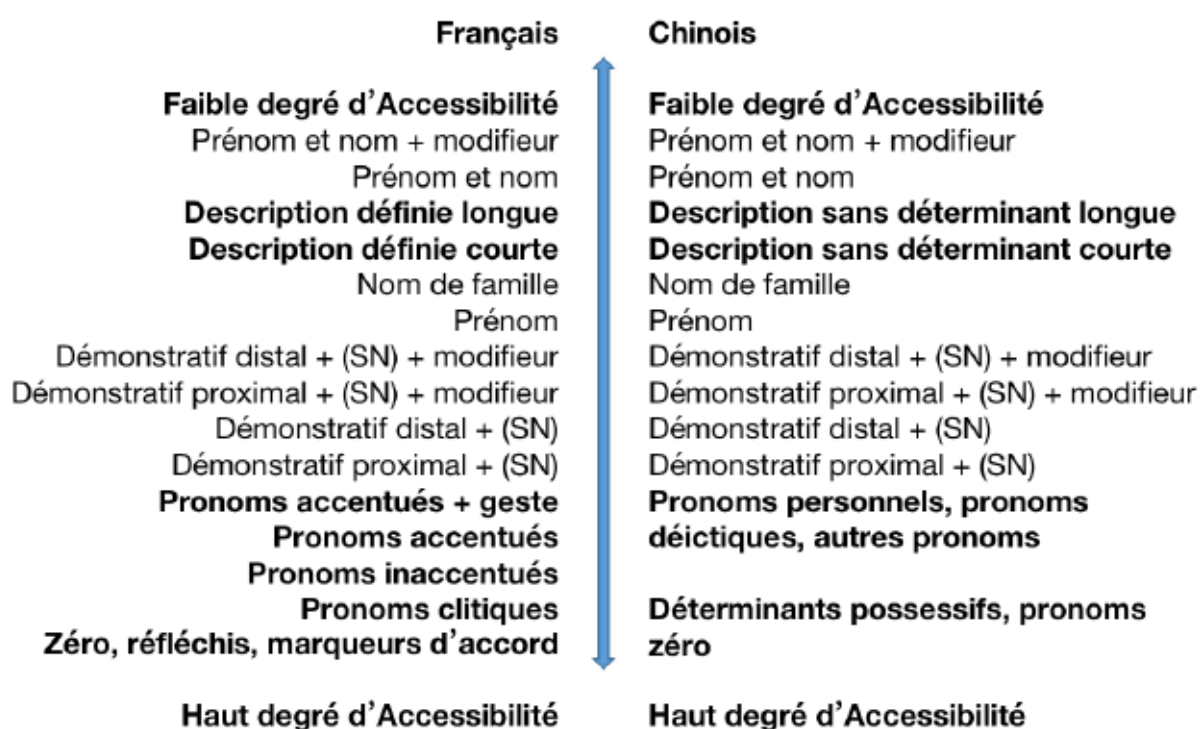 Français
Chinois
Faible degré d’Accessibilité
Faible degré d’Accessibilité
Prénom et nom + modifieur
Prénom et nom + modifieur
Prénom et nom
Prénom et nom
Description définie longue
Description sans déterminant longue
Description définie courte
Description sans déterminant courte
Nom de famille
Nom de famille
Prénom
Prénom
Démonstratif distal + (SN) + modifieur
Démonstratif distal + (SN) + modifieur
Démonstratif proximal + (SN) + modifieur
Démonstratif proximal + (SN) + modifieur
Démonstratif distal + (SN)
Démonstratif distal + (SN)
Démonstratif proximal + (SN)
Démonstratif proximal + (SN)
Pronoms accentués + geste
Pronoms personnels, pronoms
Pronoms accentués
déictiques, autres pronoms
Pronoms inaccentués
Pronoms clitiques
Déterminants possessifs, pronoms
Zéro, réfléchis, marqueurs d’accord
zéro
Haut degré d’Accessibilité
Haut degré d’Accessibilité